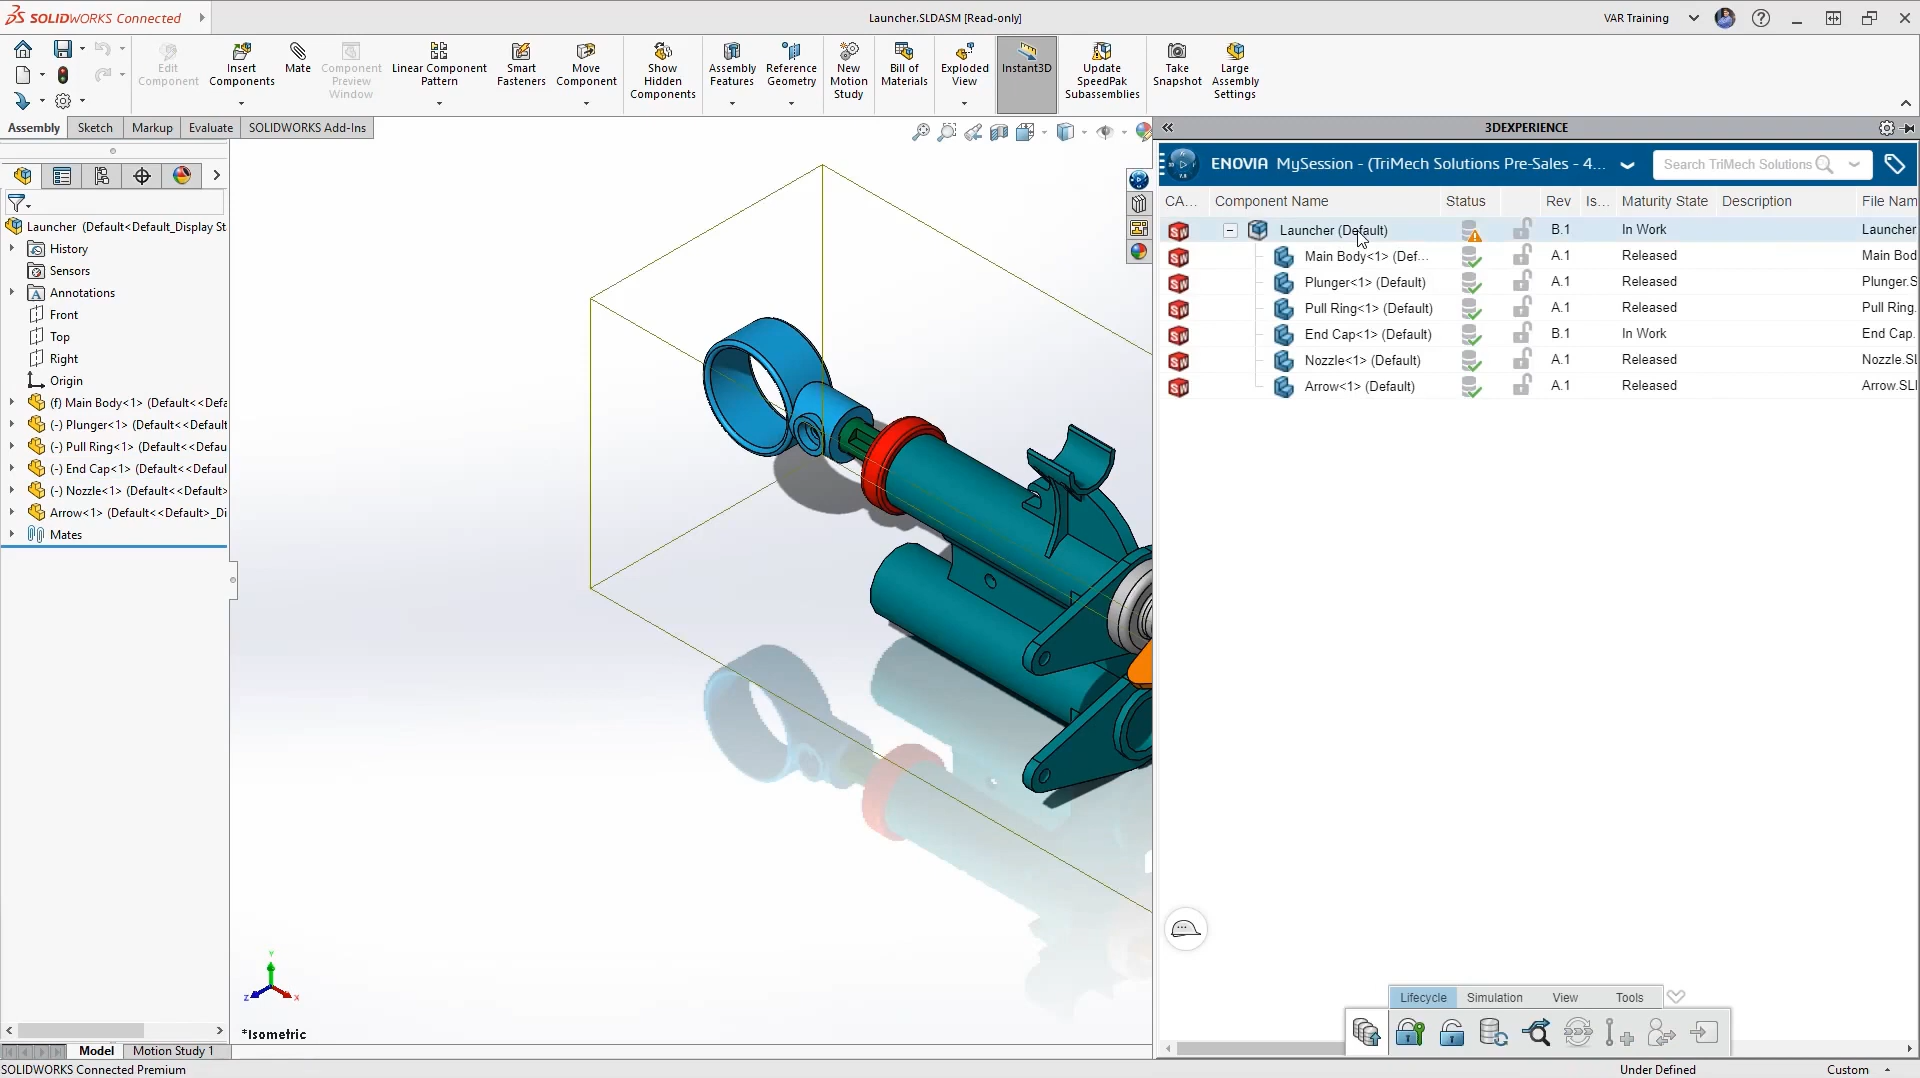 SOLIDWORKS Connected
Launcher.SLDASM [Read-only]
VAR Training
Edit Component
Insert Components
Mate
Component Preview Window
Linear Component Pattern
Smart Fasteners
Move Component
Show Hidden Components
Assembly Features
Reference Geometry
New Motion Study
Bill of Materials
Exploded View
Instant3D
Update SpeedPak Subassemblies
Take Snapshot
Large Assembly Settings
Assembly Sketch Markup Evaluate SOLIDWORKS Add-Ins
3DEXPERIENCE
ENOVIA MySession - (TriMech Solutions Pre-Sales - 4...
Search TriMech Solutions
Launcher (Default<Default_Display St
History
Sensors
Annotations
Front
Top
Right
Origin
(f) Main Body<1> (Default<<Defa
(-) Plunger<1> (Default<<Default
(-) Pull Ring<1> (Default<<Defau
(-) End Cap<1> (Default<<Defaul
(-) Nozzle<1> (Default<<Default>
Arrow<1> (Default<<Default>_Di
Mates
CA... Component Name Status Rev Is... Maturity State Description File Nam
Launcher (Default) B.1 In Work Launcher
Main Body<1> (Def... A.1 Released Main Bod
Plunger<1> (Default) A.1 Released Plunger.S
Pull Ring<1> (Default) A.1 Released Pull Ring.
End Cap<1> (Default) B.1 In Work End Cap.
Nozzle<1> (Default) A.1 Released Nozzle.SL
Arrow<1> (Default) A.1 Released Arrow.SLI
Y
Z
X
*Isometric
Lifecycle Simulation View Tools
Model Motion Study 1
SOLIDWORKS Connected Premium
Under Defined
Custom